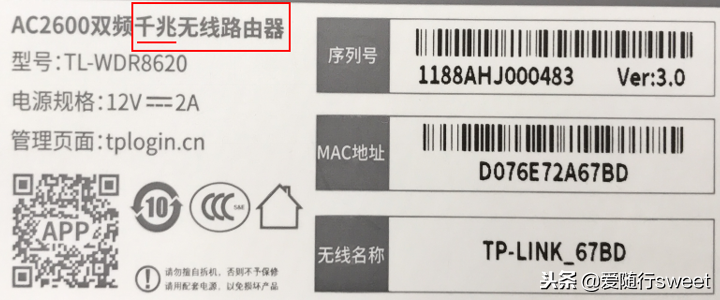 AC2600双频千兆无线路由器
型号:TL-WDR8620
电源规格:12V⎓2A
管理页面:tplogin.cn
APP
10
CCC
S&E
请勿擅自拆机,否则不予保修
请用配套电源,以免损坏产品
序列号
1188AHJ000483 Ver:3.0
MAC地址
D076E72A67BD
无线名称
TP-LINK_67BD
头条 @爱随行sweet